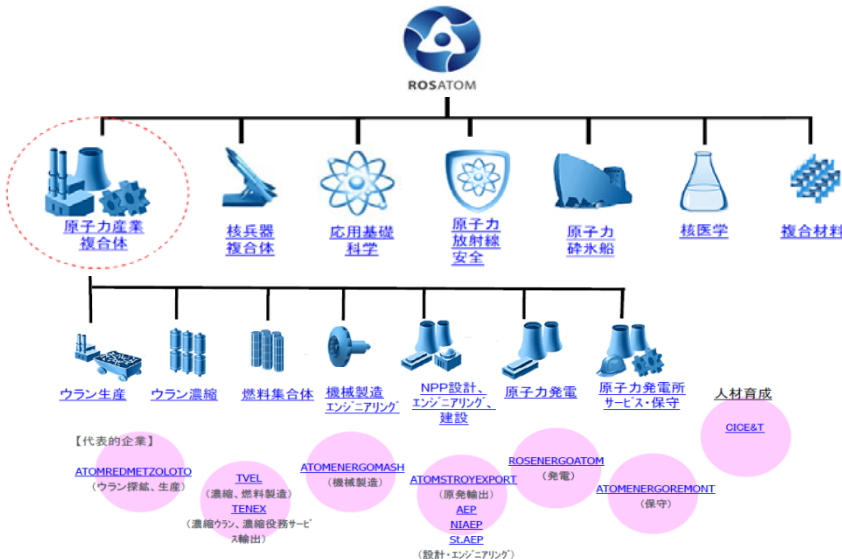 ROSATOM
原子力産業
複合体
核兵器
複合体
応用基礎
科学
原子力
放射線
安全
原子力
砕氷船
核医学
複合材料
ウラン生産
ウラン濃縮
燃料集合体
機械製造
エンジニアリング
NPP設計、
エンジニアリング、
建設
原子力発電
原子力発電所
サービス・保守
人材育成
【代表的企業】
ATOMREDMETZOLOTO
(ウラン探鉱、生産)
TVEL
(濃縮、燃料製造)
TENEX
(濃縮ウラン、濃縮役務サービ
ス輸出)
ATOMENERGOMASH
(機械製造)
ATOMSTROYEXPORT
(原発輸出)
AEP
NIAEP
St.AEP
(設計・エンジニアリング)
ROSENERGOATOM
(発電)
ATOMENERGOREMONT
(保守)
CICE&T